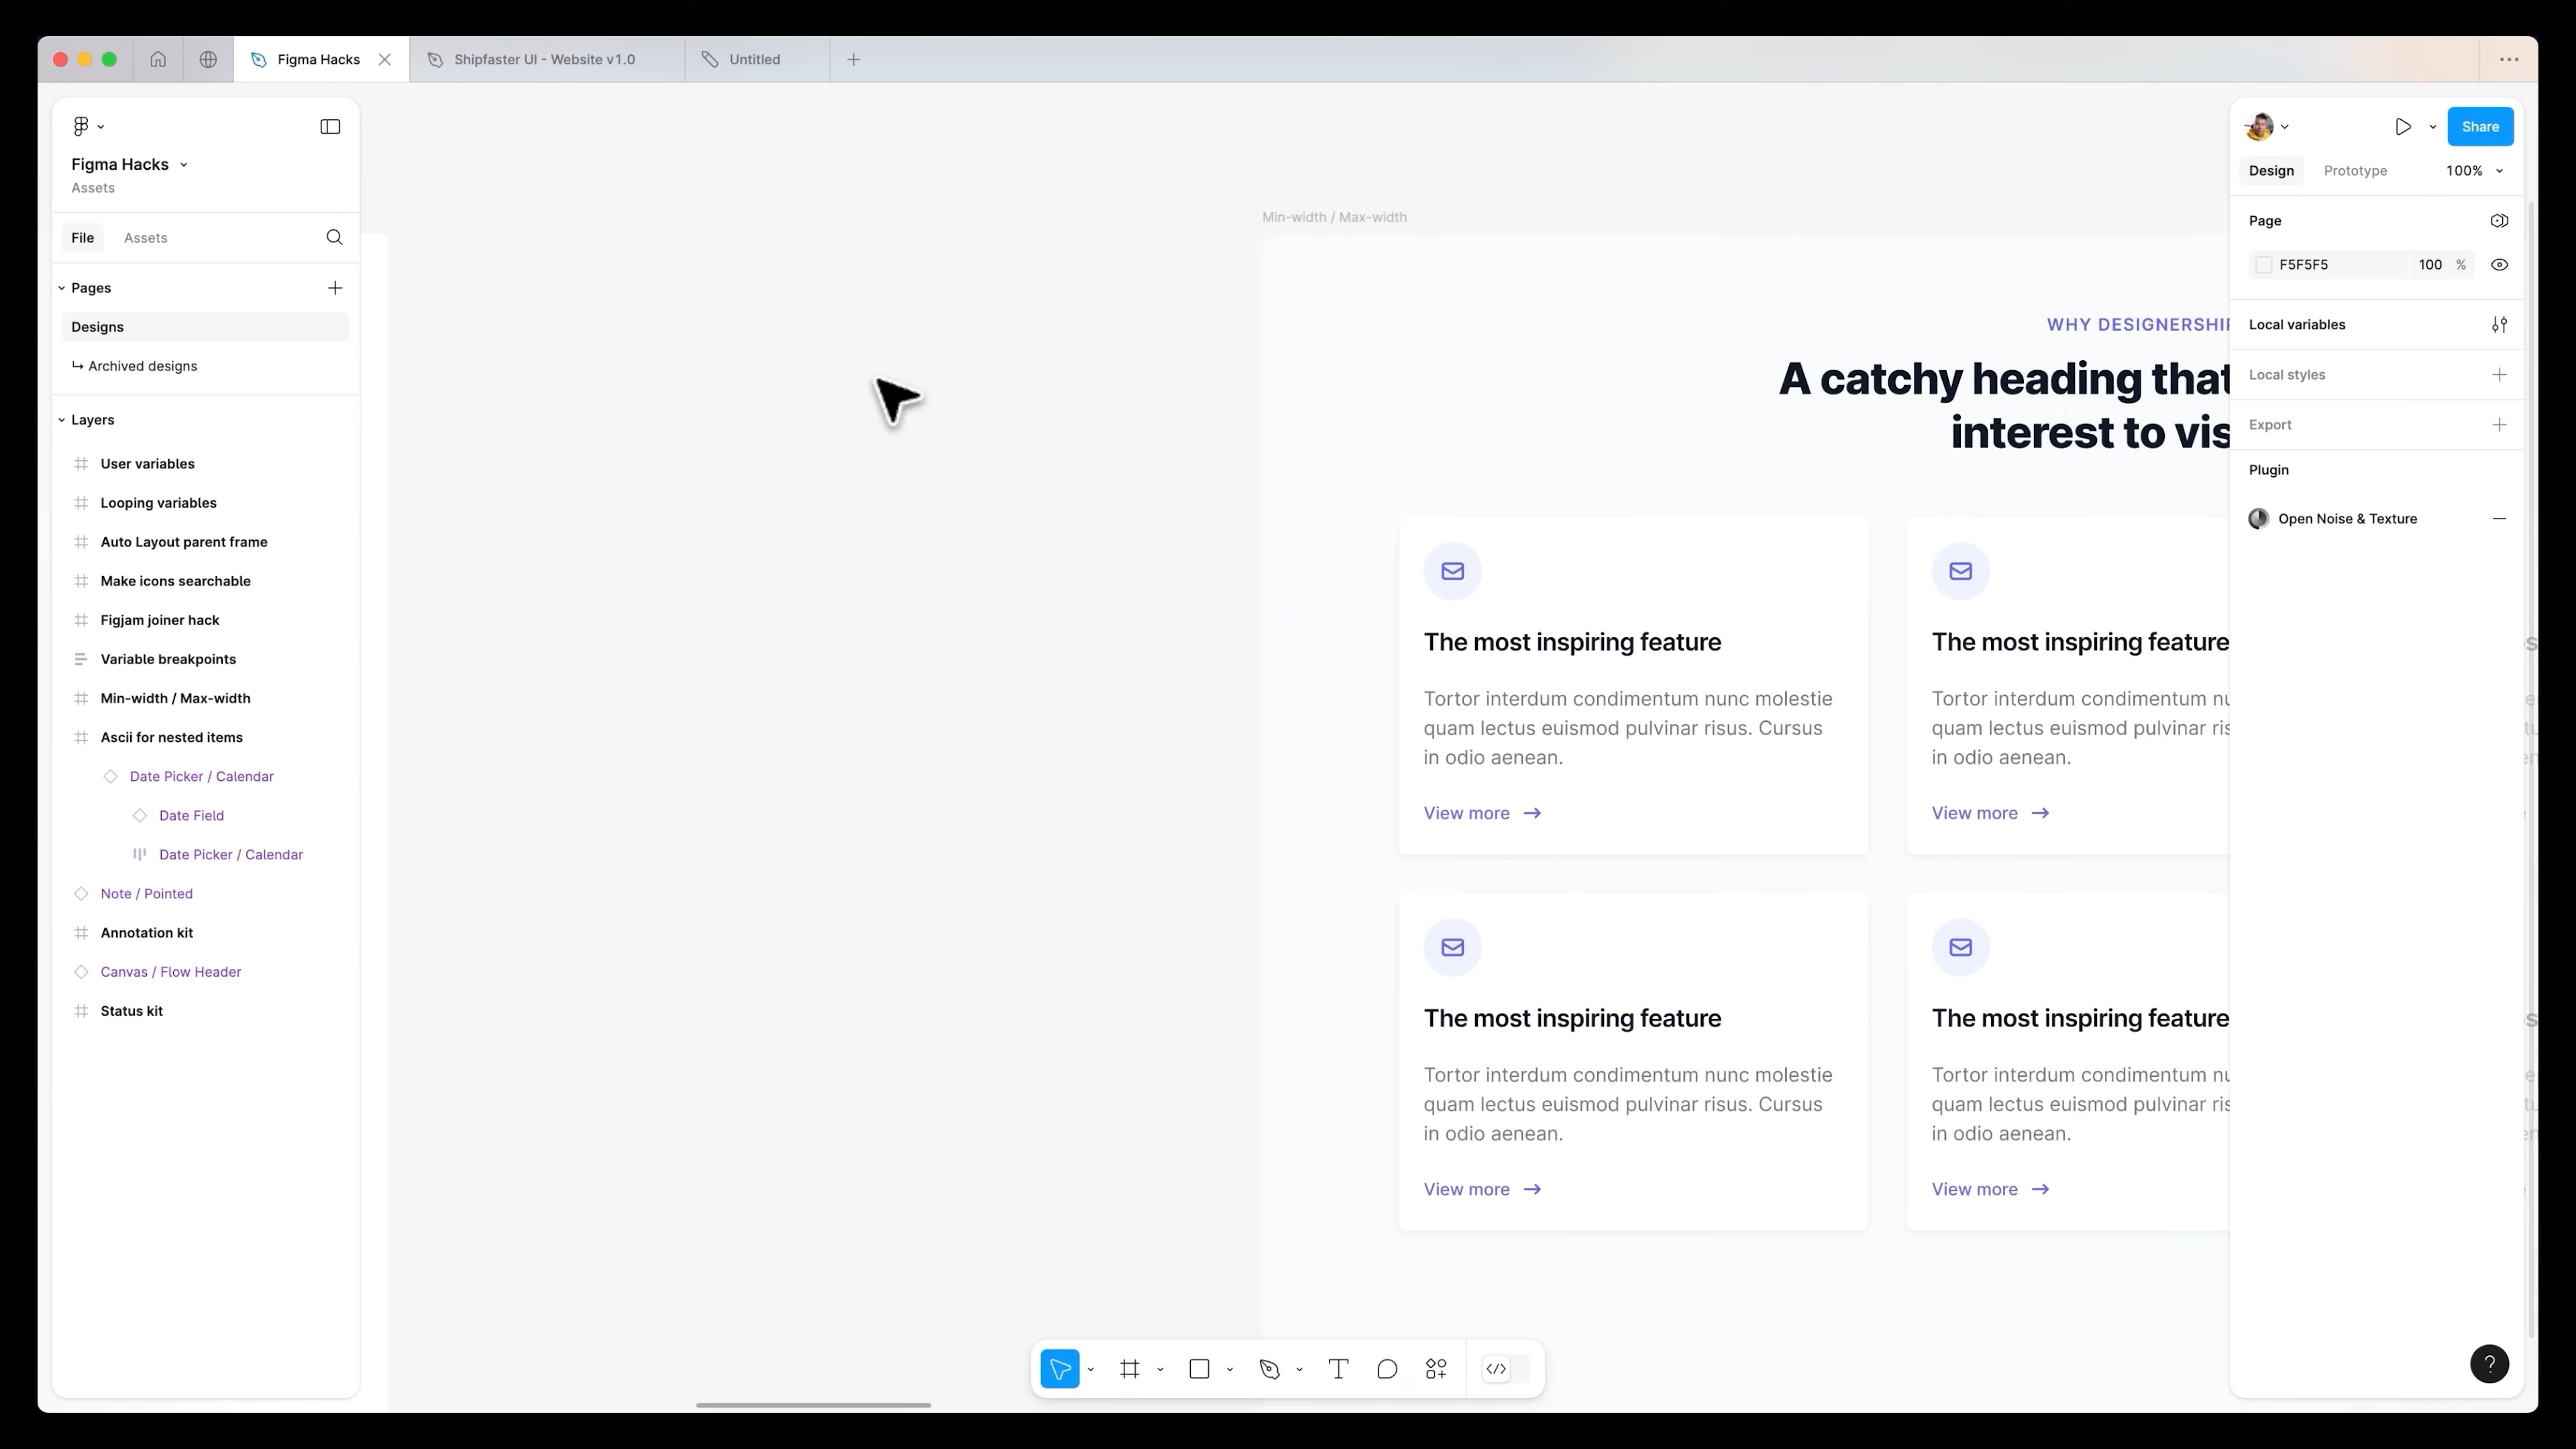 Figma Hacks
Shipfaster UI - Website v1.0
Untitled
Figma Hacks
Assets
File
Assets
Pages
Designs
Archived designs
Layers
User variables
Looping variables
Auto Layout parent frame
Make icons searchable
Figjam joiner hack
Variable breakpoints
Min-width / Max-width
Ascii for nested items
Date Picker / Calendar
Date Field
Date Picker / Calendar
Note / Pointed
Annotation kit
Canvas / Flow Header
Status kit
Min-width / Max-width
WHY DESIGNERSHIP
A catchy heading that
interest to vis
The most inspiring feature
Tortor interdum condimentum nunc molestie
quam lectus euismod pulvinar risus. Cursus
in odio aenean.
View more
The most inspiring feature
Tortor interdum condimentum nu
quam lectus euismod pulvinar ris
in odio aenean.
View more
The most inspiring feature
Tortor interdum condimentum nunc molestie
quam lectus euismod pulvinar risus. Cursus
in odio aenean.
View more
The most inspiring feature
Tortor interdum condimentum nu
quam lectus euismod pulvinar ris
in odio aenean.
View more
Share
Design
Prototype
100%
Page
F5F5F5 100 %
Local variables
Local styles
Export
Plugin
Open Noise & Texture
?